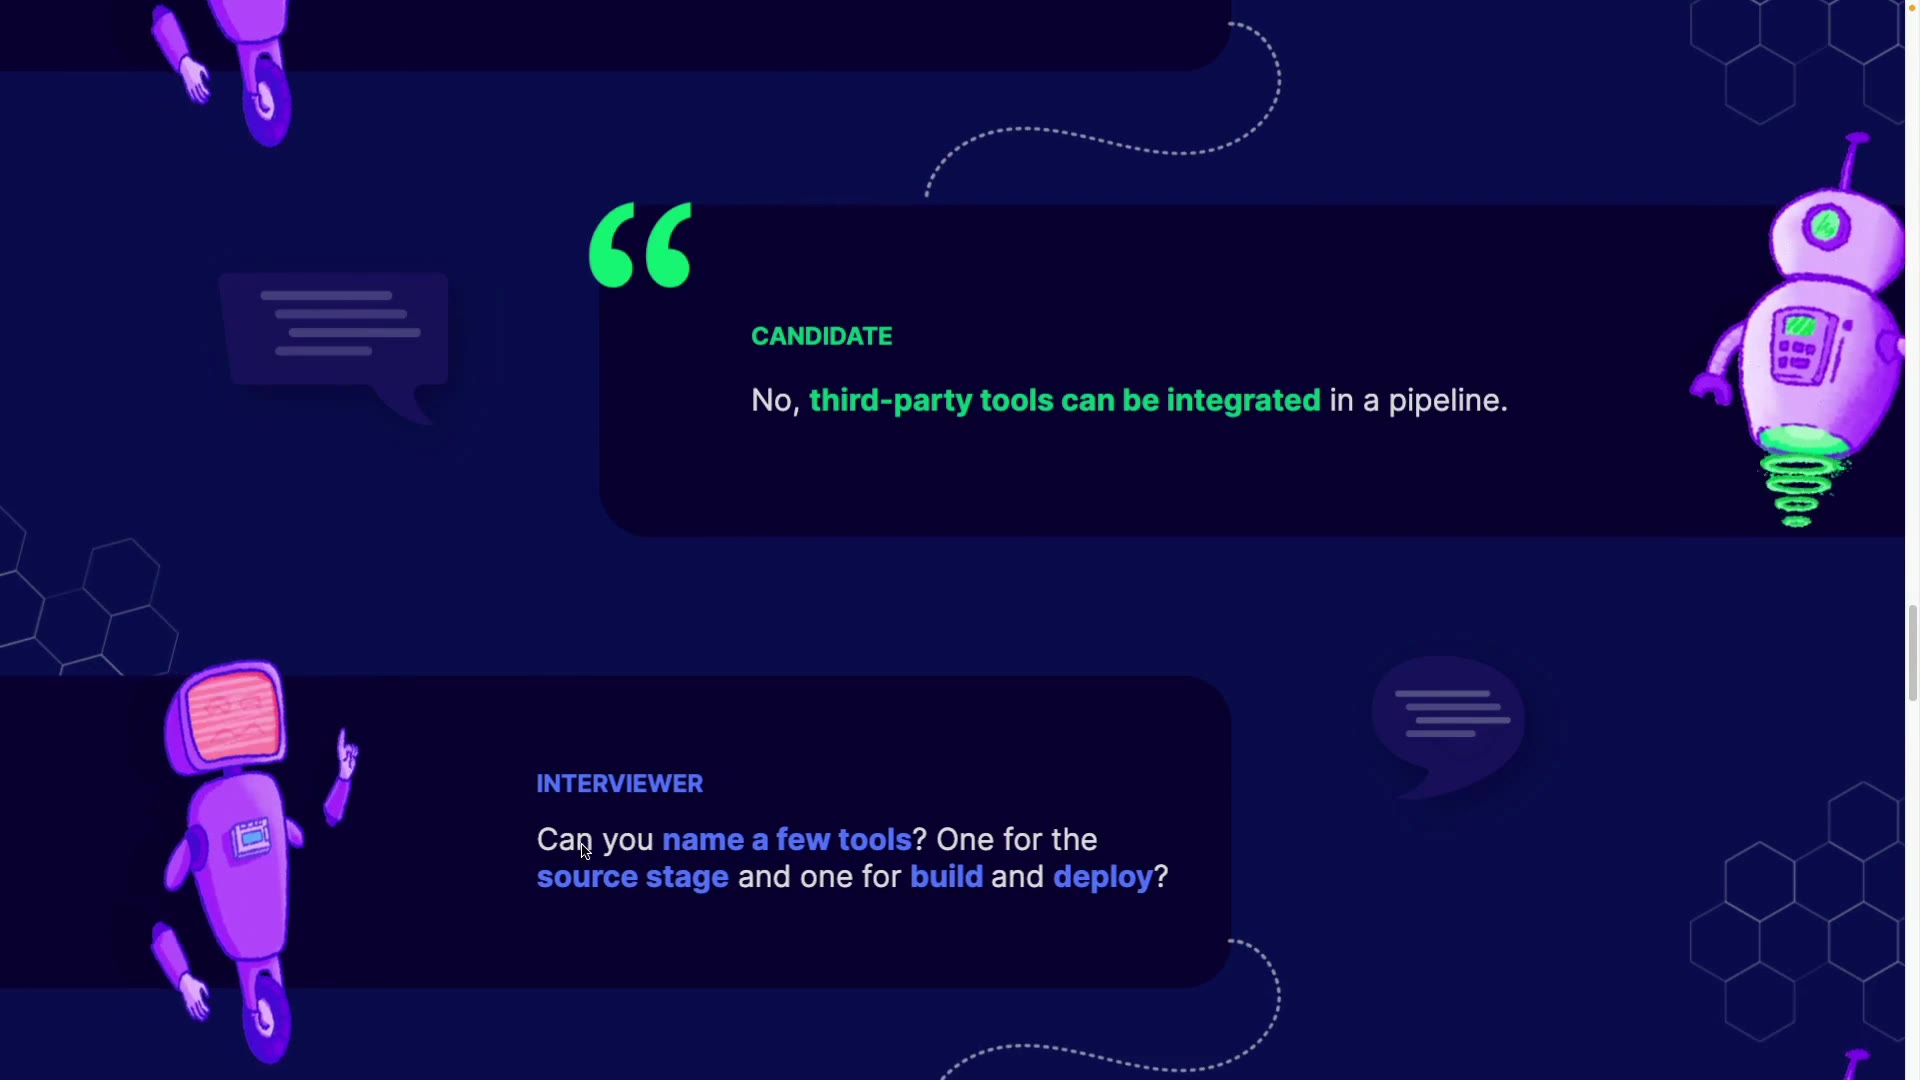 CANDIDATE
No, third-party tools can be integrated in a pipeline.
INTERVIEWER
Can you name a few tools? One for the
source stage and one for build and deploy?